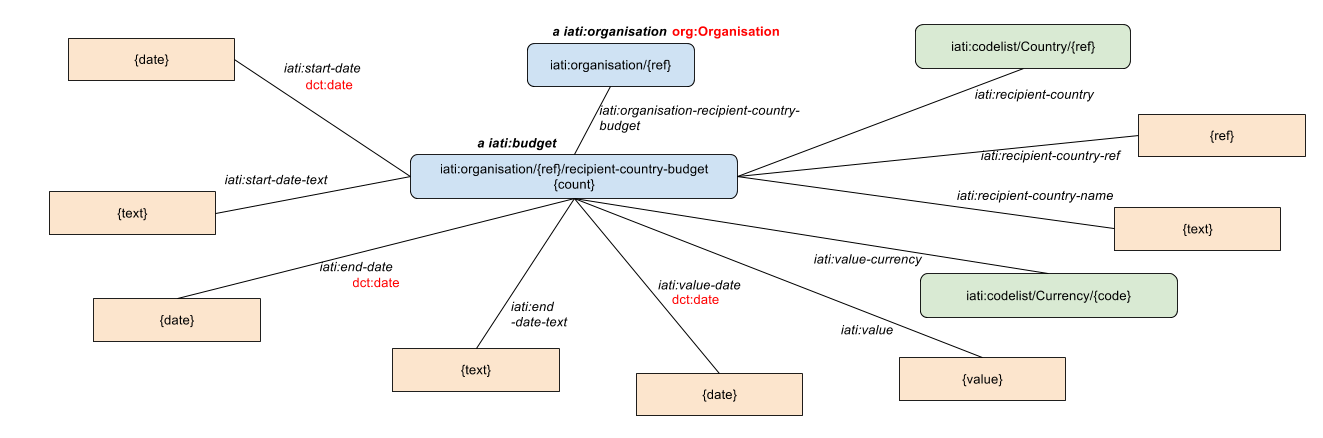 a iati:organisation org:Organisation
iati:organisation/{ref}
iati:codelist/Country/{ref}
{date}
iati:start-date
dct:date
iati:recipient-country
iati:organisation-recipient-country-
budget
{ref}
a iati:budget
iati:recipient-country-ref
iati:organisation/{ref}/recipient-country-budget
{count}
iati:start-date-text
iati:recipient-country-name
{text}
{text}
iati:end-date
dct:date
iati:value-currency
iati:value-date
dct:date
iati:codelist/Currency/{code}
iati:end
-date-text
{date}
iati:value
{text}
{date}
{value}